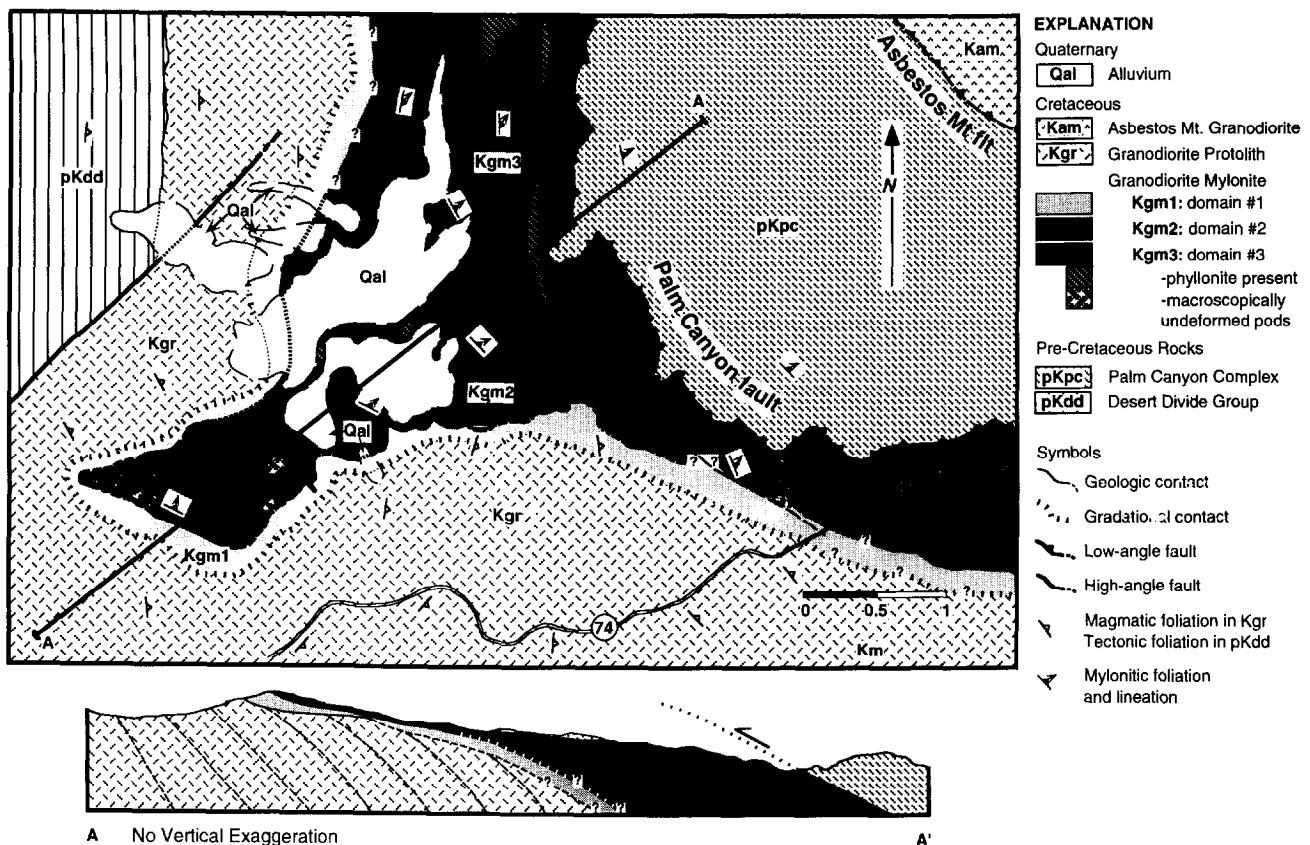 Kam
Asbestos Mt flt
A
pKdd
Kgm3
N
Qal
pKpc
Qal
Palm Canyon fault
Kgr
Kgm2
Qal
Kgr
Kgm1
0 0.5 1
74
Km
A
? ? ? ? ? ?
EXPLANATION
Quaternary
Qal Alluvium
Cretaceous
Kam Asbestos Mt. Granodiorite
Kgr Granodiorite Protolith
Granodiorite Mylonite
Kgm1: domain #1
Kgm2: domain #2
Kgm3: domain #3
-phyllonite present
-macroscopically
undeformed pods
Pre-Cretaceous Rocks
pKpc Palm Canyon Complex
pKdd Desert Divide Group
Symbols
Geologic contact
Gradational contact
Low-angle fault
High-angle fault
Magmatic foliation in Kgr
Tectonic foliation in pKdd
Mylonitic foliation
and lineation
A No Vertical Exaggeration A'